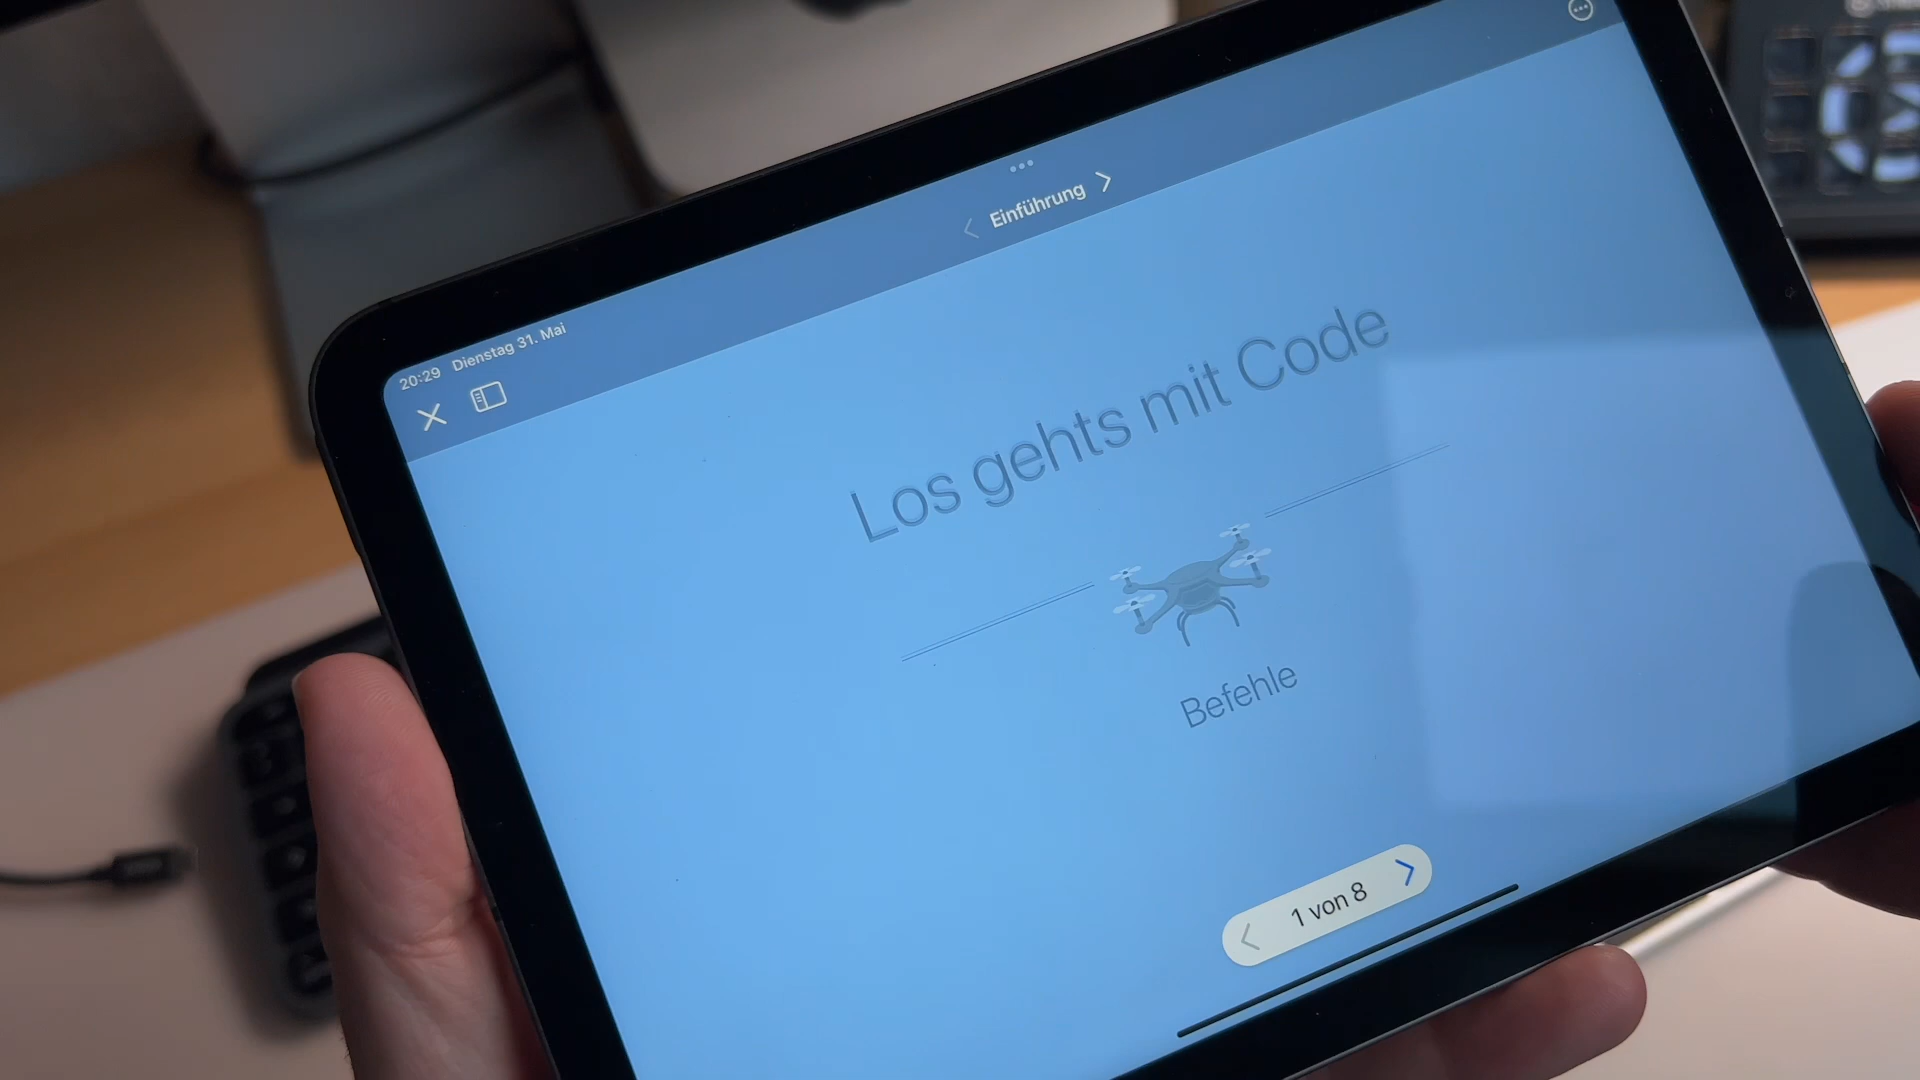 20:29 Dienstag 31. Mai
Einführung
Los gehts mit Code
Befehle
1 von 8